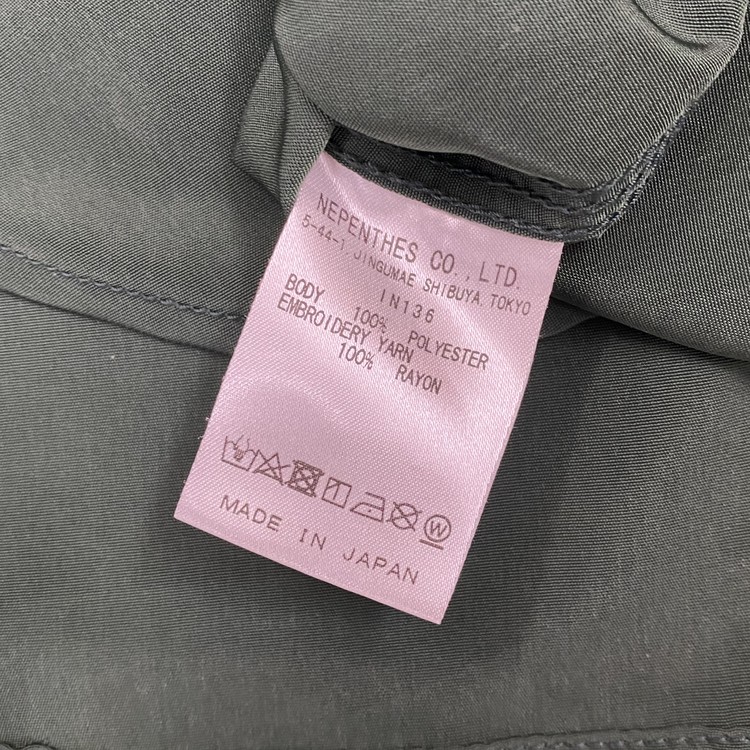 NEPENTHES CO., LTD.
5-44-1, JINGUMAE SHIBUYA TOKYO
IN136
BODY
100% POLYESTER
EMBROIDERY YARN
100% RAYON
W
MADE IN JAPAN